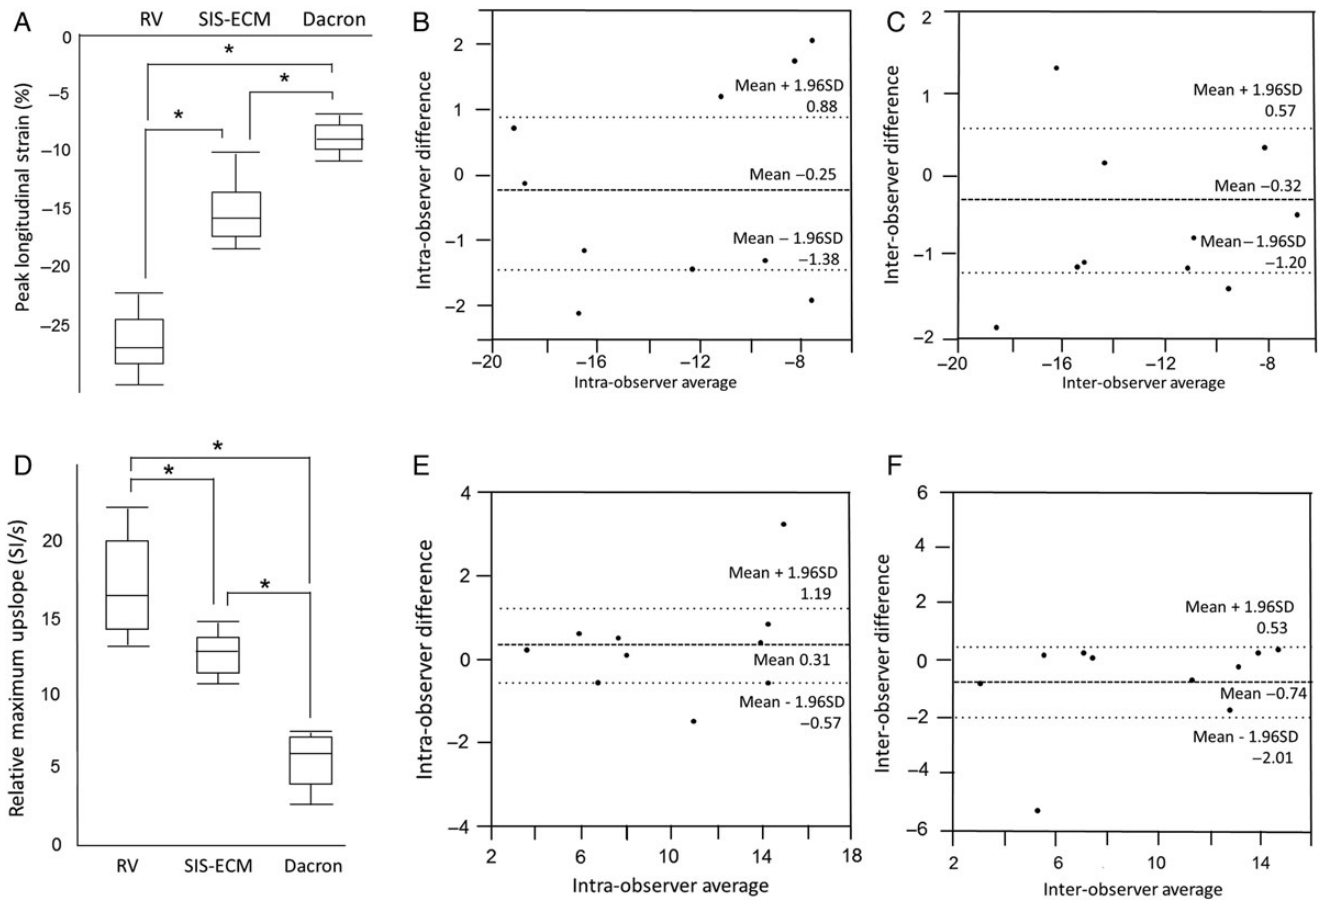 A
RV SIS-ECM Dacron
Peak longitudinal strain (%)
0
–5
–10
–15
–20
–25
*
*
*
B
Intra-observer difference
2
1
0
–1
–2
Mean + 1.96SD
0.88
Mean –0.25
Mean – 1.96SD
–1.38
–20 –16 –12 –8
Intra-observer average
C
Inter-observer difference
2
1
0
–1
–2
Mean + 1.96SD
0.57
Mean –0.32
Mean – 1.96SD
–1.20
–20 –16 –12 -8
Inter-observer average
D
Relative maximum upslope (SI/s)
20
15
10
5
0
*
*
*
RV SIS-ECM Dacron
E
Intra-observer difference
4
2
0
–2
–4
Mean + 1.96SD
1.19
Mean 0.31
Mean - 1.96SD
–0.57
2 6 10 14 18
Intra-observer average
F
Inter-observer difference
6
4
2
0
–2
–4
–6
Mean + 1.96SD
0.53
Mean –0.74
Mean - 1.96SD
–2.01
2 6 10 14
Inter-observer average